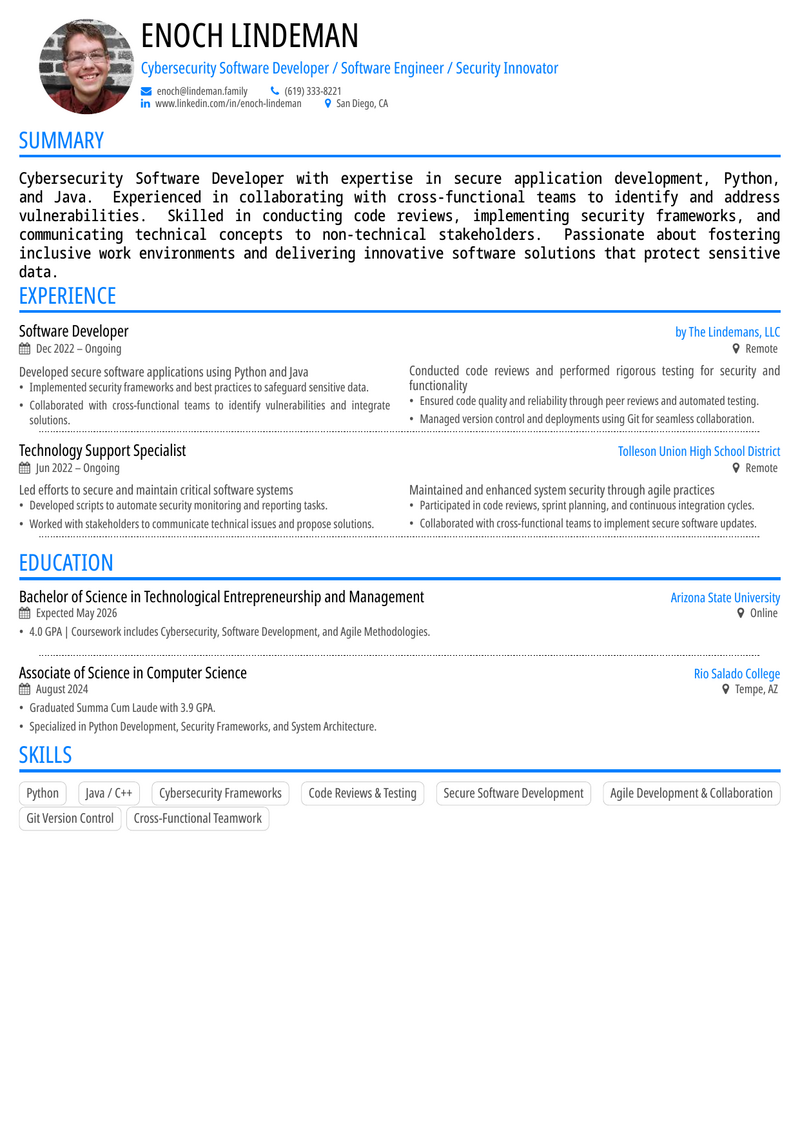 ENOCH LINDEMAN
Cybersecurity Software Developer / Software Engineer / Security Innovator
enoch@lindeman.family (619) 333-8221
www.linkedin.com/in/enoch-lindeman San Diego, CA
SUMMARY
Cybersecurity Software Developer with expertise in secure application development, Python,
and Java. Experienced in collaborating with cross-functional teams to identify and address
vulnerabilities. Skilled in conducting code reviews, implementing security frameworks, and
communicating technical concepts to non-technical stakeholders. Passionate about fostering
inclusive work environments and delivering innovative software solutions that protect sensitive
data.
EXPERIENCE
Software Developer by The Lindemans, LLC
Dec 2022 – Ongoing Remote
Developed secure software applications using Python and Java
• Implemented security frameworks and best practices to safeguard sensitive data.
• Collaborated with cross-functional teams to identify vulnerabilities and integrate
solutions.
Conducted code reviews and performed rigorous testing for security and
functionality
• Ensured code quality and reliability through peer reviews and automated testing.
• Managed version control and deployments using Git for seamless collaboration.
Technology Support Specialist Tolleson Union High School District
Jun 2022 – Ongoing Remote
Led efforts to secure and maintain critical software systems
• Developed scripts to automate security monitoring and reporting tasks.
• Worked with stakeholders to communicate technical issues and propose solutions.
Maintained and enhanced system security through agile practices
• Participated in code reviews, sprint planning, and continuous integration cycles.
• Collaborated with cross-functional teams to implement secure software updates.
EDUCATION
Bachelor of Science in Technological Entrepreneurship and Management Arizona State University
Expected May 2026 Online
• 4.0 GPA | Coursework includes Cybersecurity, Software Development, and Agile Methodologies.
Associate of Science in Computer Science Rio Salado College
August 2024 Tempe, AZ
• Graduated Summa Cum Laude with 3.9 GPA.
• Specialized in Python Development, Security Frameworks, and System Architecture.
SKILLS
Python Java / C++ Cybersecurity Frameworks Code Reviews & Testing Secure Software Development Agile Development & Collaboration
Git Version Control Cross-Functional Teamwork